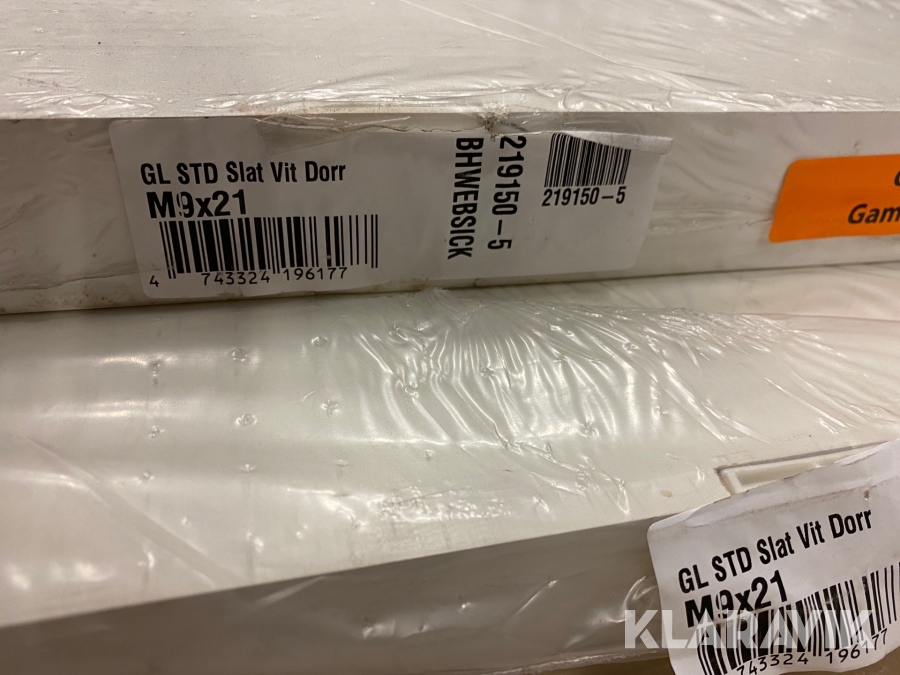 GL STD Slat Vit Dorr
M9x21
4 743324 196177
219150-5
BHWEBSICK
219150-5
Gam
GL STD Slat Vit Dorr
M9x21
743324 196177
KLARAVIK